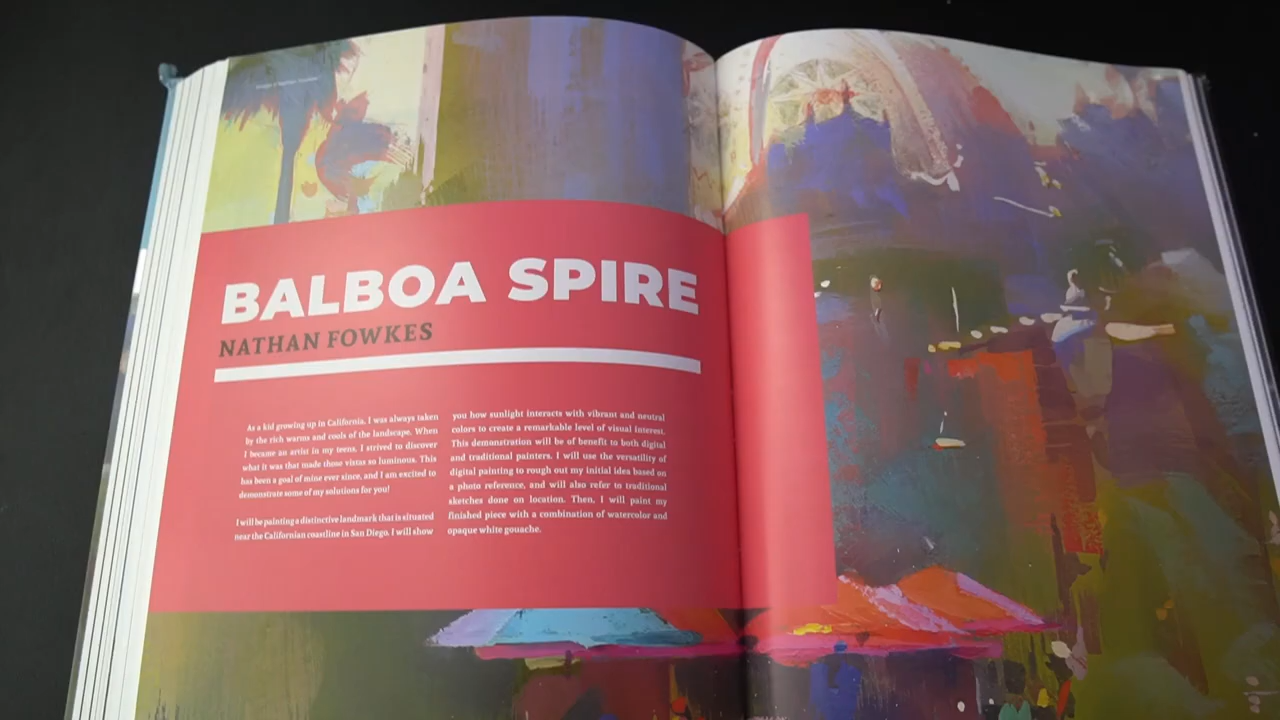 BALBOA SPIRE
NATHAN FOWKES
As a kid growing up in California, I was always taken
by the rich warms and cools of the landscape. When
I became an artist in my teens, I strived to discover
what it was that made those vistas so luminous. This
has been a goal of mine ever since, and I am excited to
demonstrate some of my solutions for you!
I will be painting a distinctive landmark that is situated
near the Californian coastline in San Diego. I will show
you how sunlight interacts with vibrant and neutral
colors to create a remarkable level of visual interest.
This demonstration will be of benefit to both digital
and traditional painters. I will use the versatility of
digital painting to rough out my initial idea based on
a photo reference, and will also refer to traditional
sketches done on location. Then, I will paint my
finished piece with a combination of watercolor and
opaque white gouache.